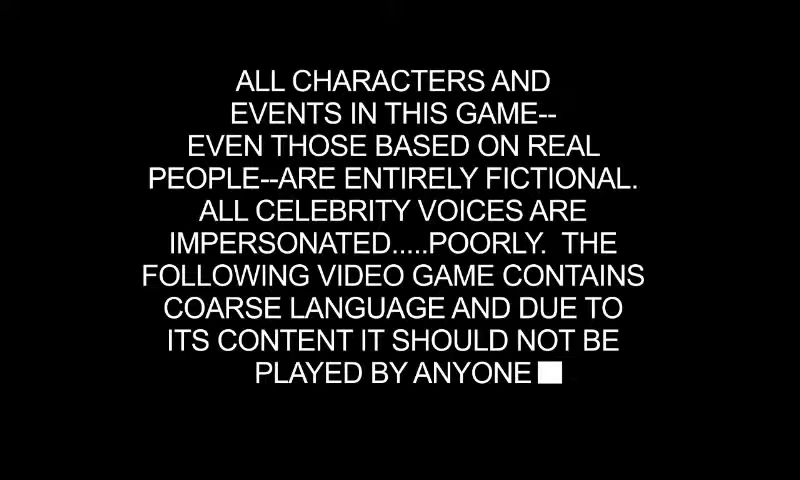 ALL CHARACTERS AND
EVENTS IN THIS GAME--
EVEN THOSE BASED ON REAL
PEOPLE--ARE ENTIRELY FICTIONAL.
ALL CELEBRITY VOICES ARE
IMPERSONATED.....POORLY.  THE
FOLLOWING VIDEO GAME CONTAINS
COARSE LANGUAGE AND DUE TO
ITS CONTENT IT SHOULD NOT BE
PLAYED BY ANYONE ■